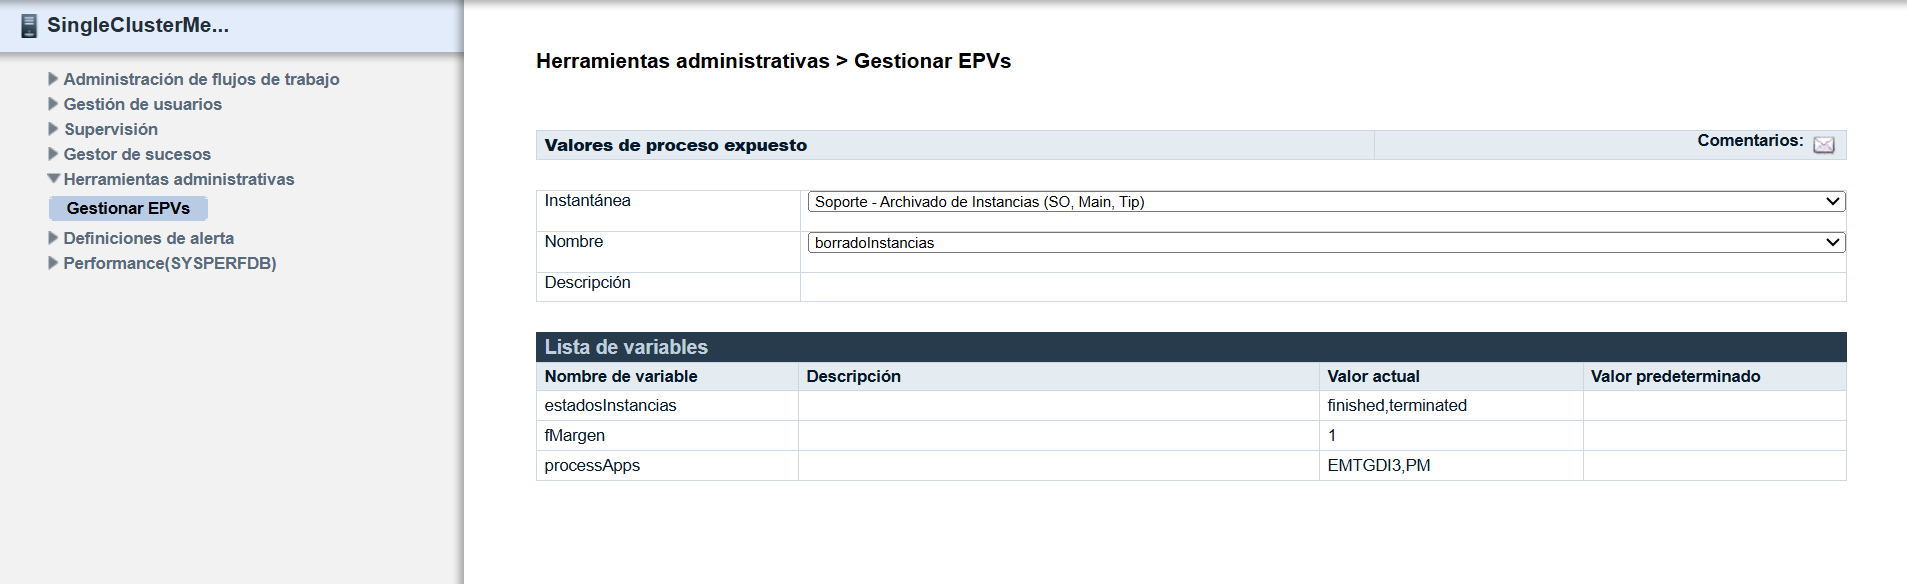 SingleClusterMe...
Administración de flujos de trabajo
Gestión de usuarios
Supervisión
Gestor de sucesos
Herramientas administrativas
Gestionar EPVs
Definiciones de alerta
Performance(SYSPERFDB)
Herramientas administrativas > Gestionar EPVs
Valores de proceso expuesto Comentarios:
Instantánea Soporte - Archivado de Instancias (SO, Main, Tip)
Nombre borradoInstancias
Descripción
Lista de variables
Nombre de variable Descripción Valor actual Valor predeterminado
estadosInstancias finished,terminated
fMargen 1
processApps EMTGDI3,PM